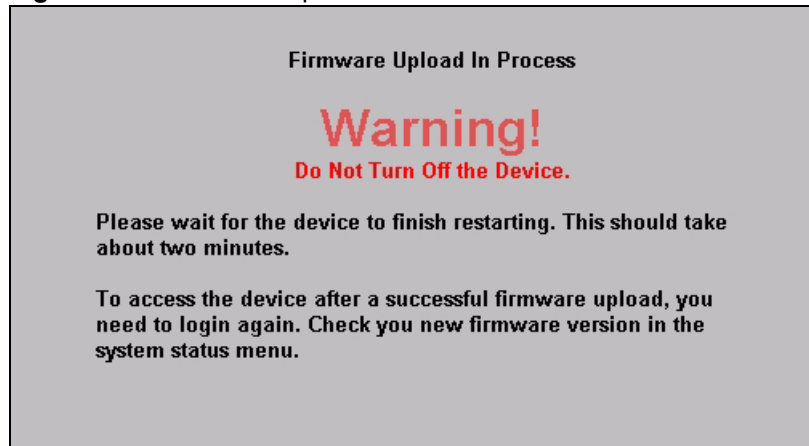 Firmware Upload In Process
Warning!
Do Not Turn Off the Device.
Please wait for the device to finish restarting. This should take
about two minutes.
To access the device after a successful firmware upload, you
need to login again. Check you new firmware version in the
system status menu.